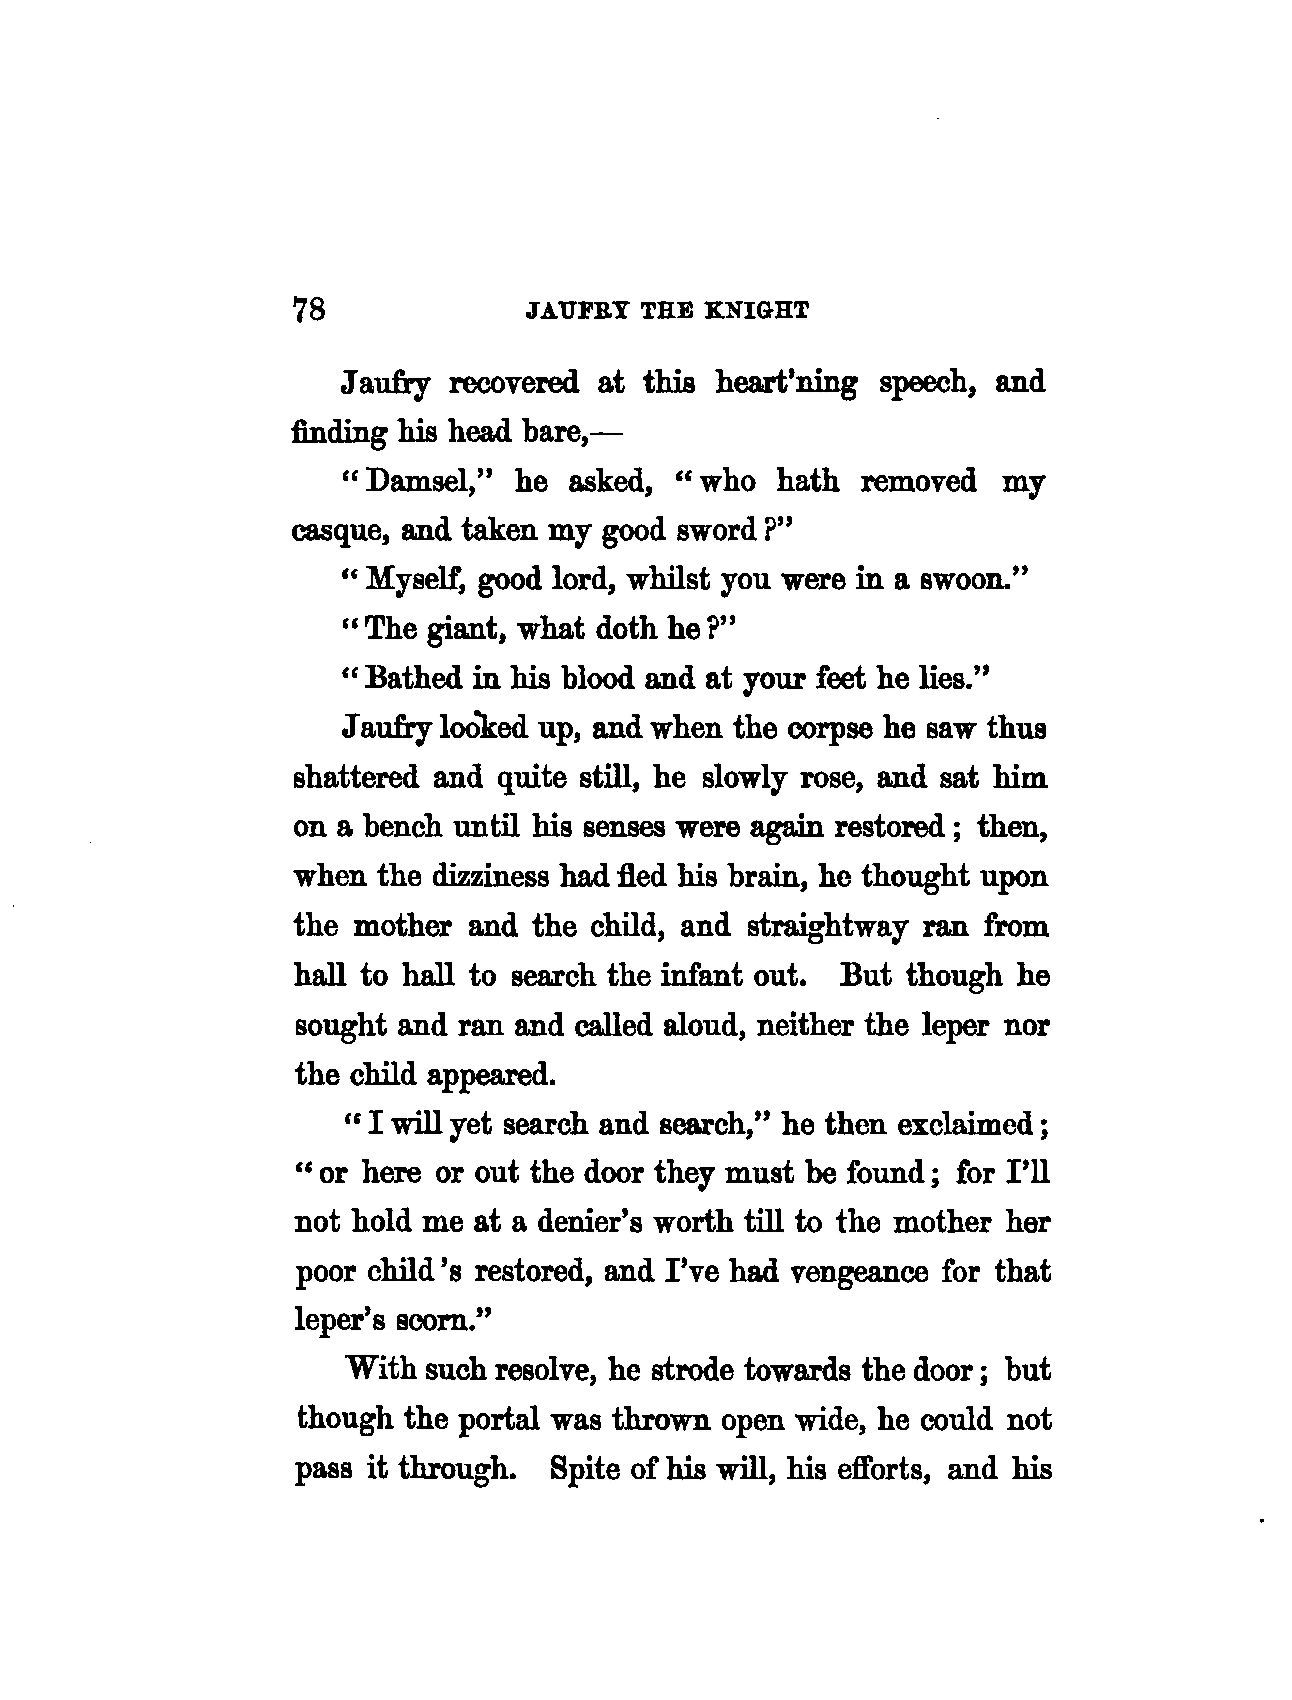 78 JAUFRY THE KNIGHT
Jaufry recovered at this heart'ning speech, and
finding his head bare,—
"Damsel," he asked, "who hath removed my
casque, and taken my good sword?"
"Myself, good lord, whilst you were in a swoon."
"The giant, what doth he?"
"Bathed in his blood and at your feet he lies."
Jaufry looked up, and when the corpse he saw thus
shattered and quite still, he slowly rose, and sat him
on a bench until his senses were again restored; then,
when the dizziness had fled his brain, he thought upon
the mother and the child, and straightway ran from
hall to hall to search the infant out. But though he
sought and ran and called aloud, neither the leper nor
the child appeared.
"I will yet search and search," he then exclaimed;
"or here or out the door they must be found; for I'll
not hold me at a denier's worth till to the mother her
poor child's restored, and I've had vengeance for that
leper's scorn."
With such resolve, he strode towards the door; but
though the portal was thrown open wide, he could not
pass it through. Spite of his will, his efforts, and his